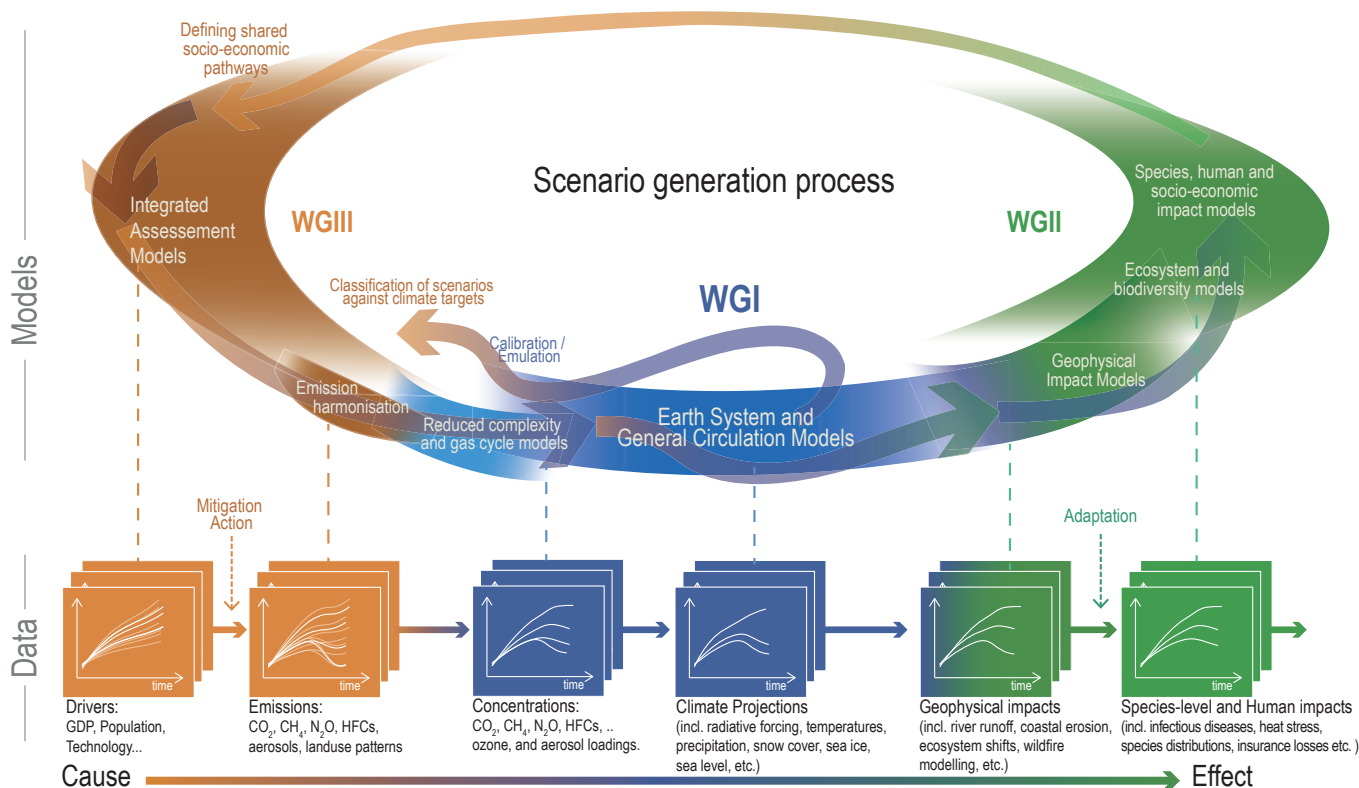 Models
Data
Defining shared
socio-economic
pathways
Scenario generation process
Integrated
Assessement
Models
WGIII
WGII
WGI
Species, human and
socio-economic
impact models
Ecosystem and
biodiversity models
Classification of scenarios
against climate targets
Calibration /
Emulation
Geophysical
Impact Models
Emission
harmonisation
Reduced complexity
and gas cycle models
Earth System and
General Circulation Models
Mitigation
Action
Adaptation
time
time
time
time
time
time
Drivers:
GDP, Population,
Technology...
Emissions:
CO₂, CH₄, N₂O, HFCs,
aerosols, landuse patterns
Concentrations:
CO₂, CH₄, N₂O, HFCs, ..
ozone, and aerosol loadings.
Climate Projections
(incl. radiative forcing, temperatures,
precipitation, snow cover, sea ice,
sea level, etc.)
Geophysical impacts
(incl. river runoff, coastal erosion,
ecosystem shifts, wildfire
modelling, etc.)
Species-level and Human impacts
(incl. infectious diseases, heat stress,
species distributions, insurance losses etc. )
Cause
Effect